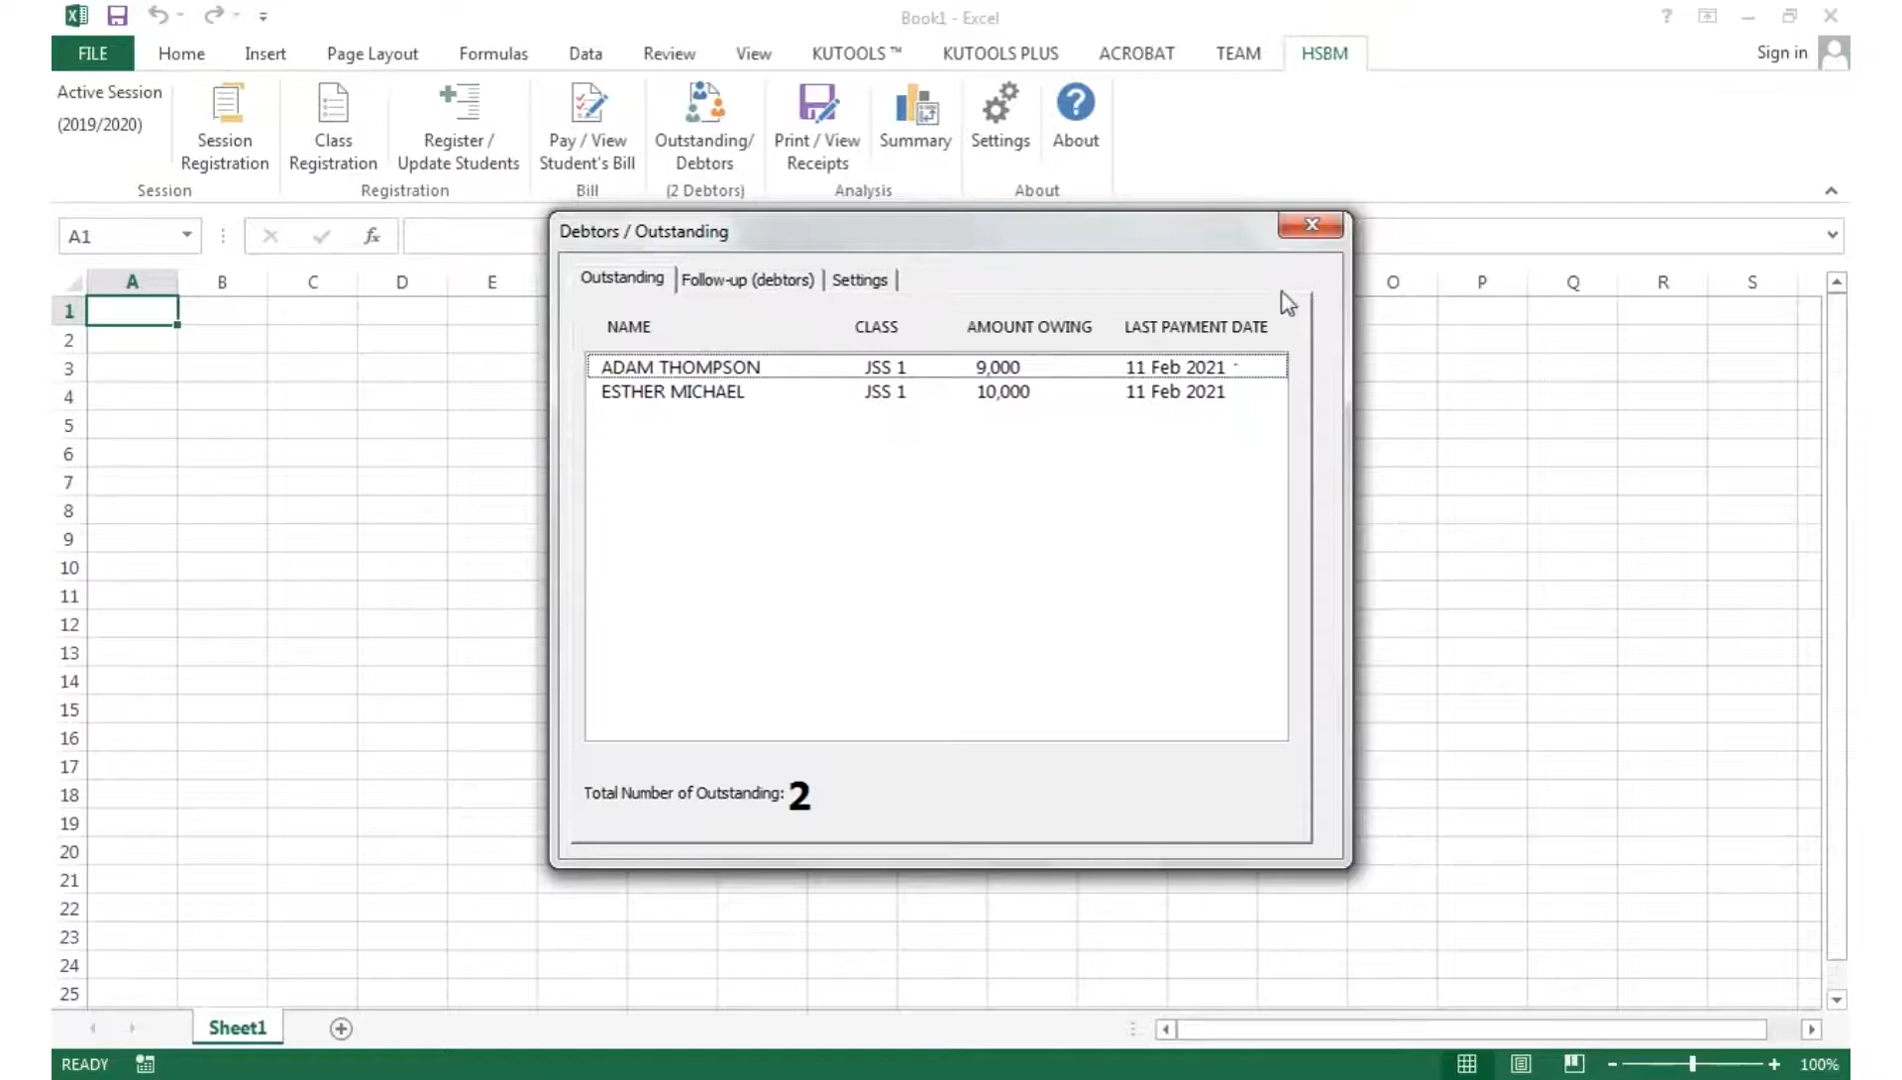 Book1 - Excel
FILE Home Insert Page Layout Formulas Data Review View KUTOOLS ™ KUTOOLS PLUS ACROBAT TEAM HSBM Sign in
Active Session
(2019/2020)
Session
Registration
Class
Registration
Register /
Update Students
Pay / View
Student's Bill
Outstanding/
Debtors
(2 Debtors)
Print / View
Receipts
Summary
Settings
About
Session Registration Bill Analysis About
A1
fx
Debtors / Outstanding
Outstanding Follow-up (debtors) Settings
A B C D E O P Q R S
NAME CLASS AMOUNT OWING LAST PAYMENT DATE
ADAM THOMPSON JSS 1 9,000 11 Feb 2021
ESTHER MICHAEL JSS 1 10,000 11 Feb 2021
Total Number of Outstanding: 2
1
2
3
4
5
6
7
8
9
10
11
12
13
14
15
16
17
18
19
20
21
22
23
24
25
Sheet1
READY 100%